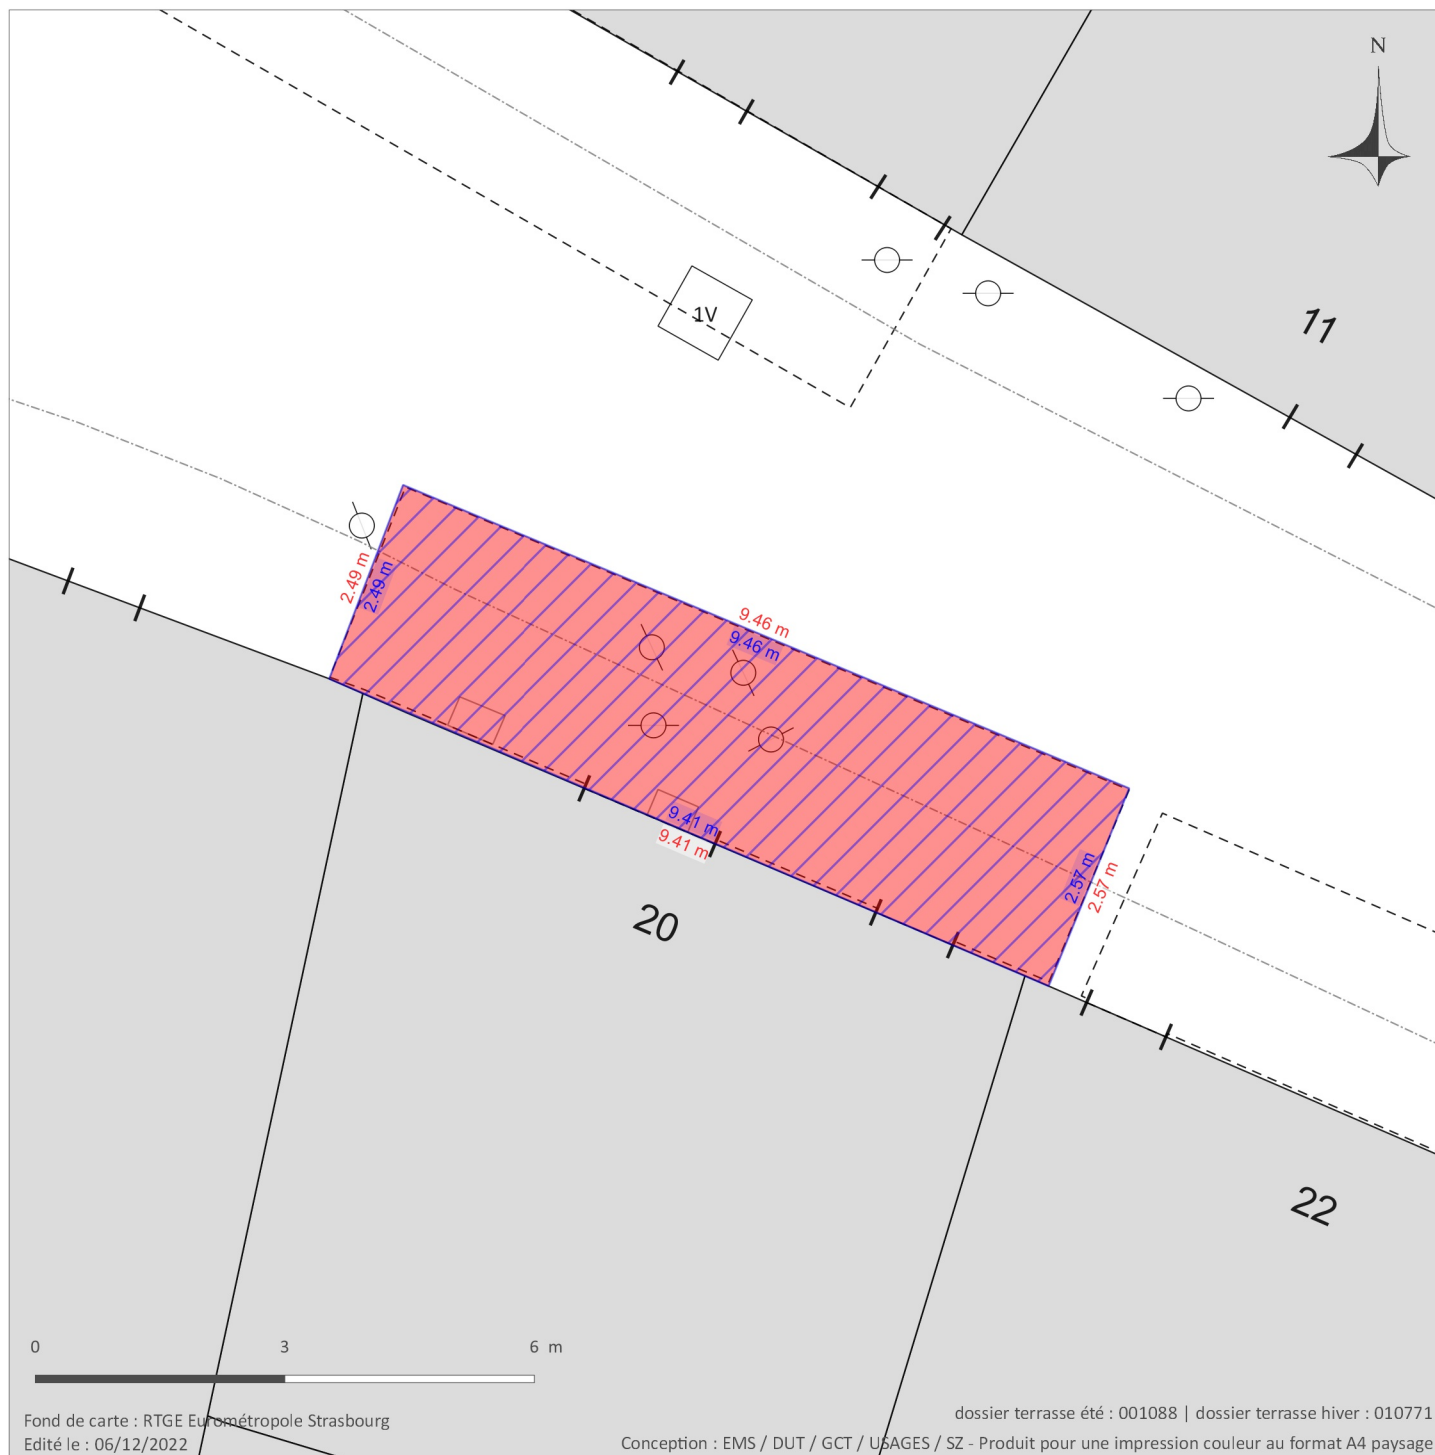 N
11
1V
2.49 m
2.49 m
9.46 m
9.46 m
9.41 m
9.41 m
2.57 m
2.57 m
20
22
0 3 6 m
Fond de carte : RTGE Eurométropole Strasbourg
Edité le : 06/12/2022
dossier terrasse été : 001088 | dossier terrasse hiver : 010771
Conception : EMS / DUT / GCT / USAGES / SZ - Produit pour une impression couleur au format A4 paysage